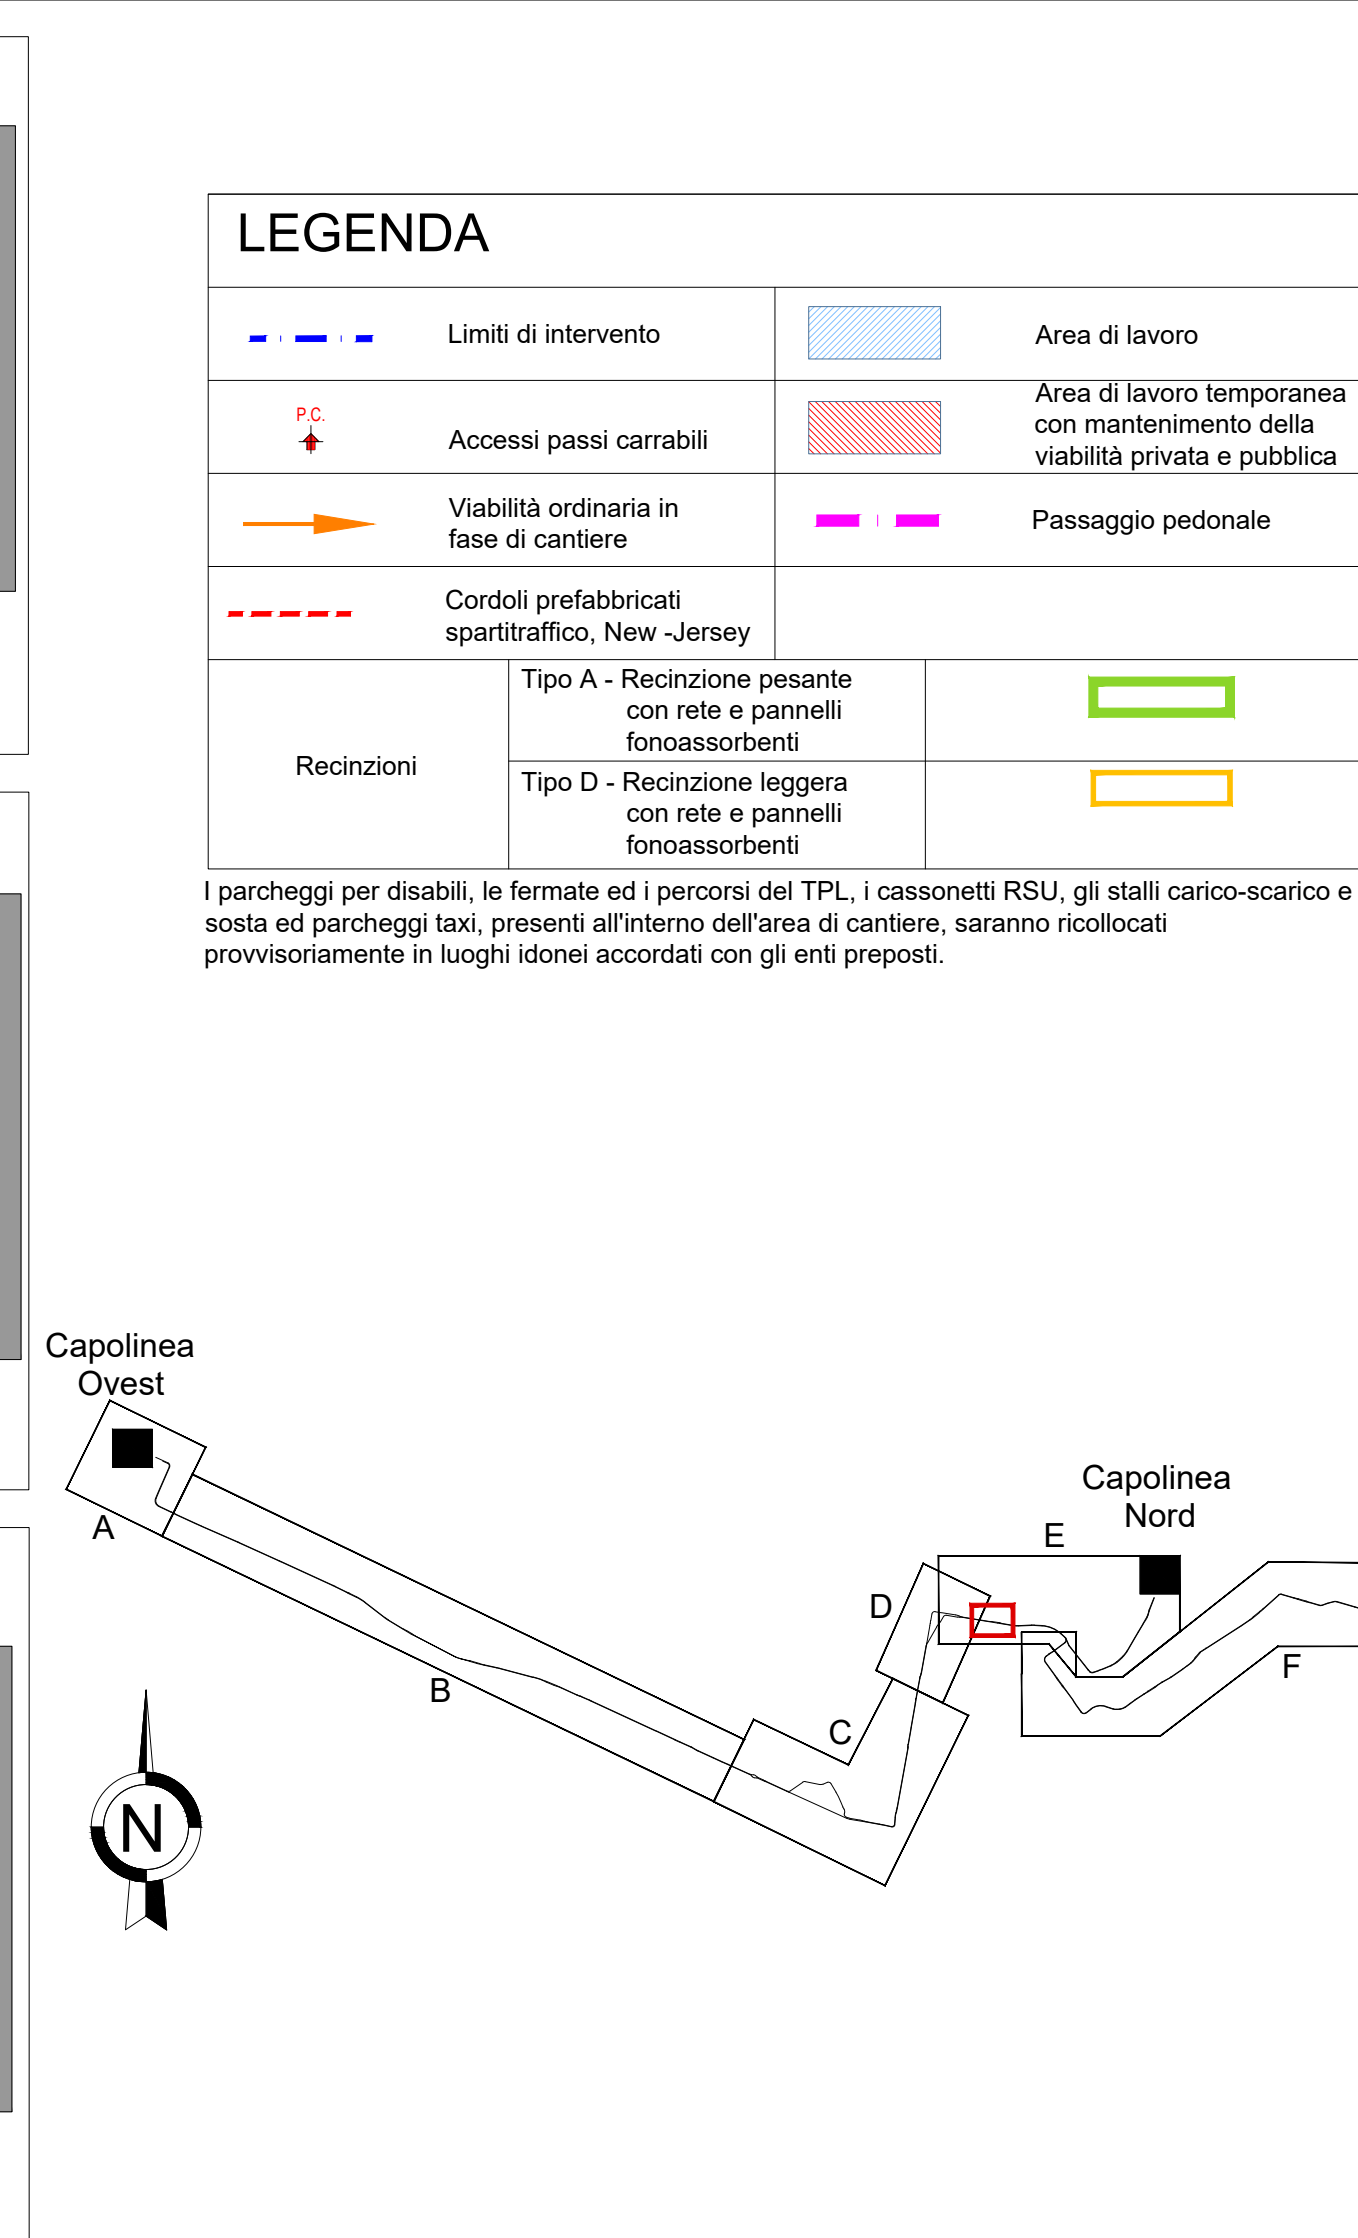 LEGENDA
Limiti di intervento
Area di lavoro
P.C.
Accessi passi carrabili
Area di lavoro temporanea
con mantenimento della
viabilità privata e pubblica
Viabilità ordinaria in
fase di cantiere
Passaggio pedonale
Cordoli prefabbricati
spartitraffico, New -Jersey
Recinzioni
Tipo A - Recinzione pesante
con rete e pannelli
fonoassorbenti
Tipo D - Recinzione leggera
con rete e pannelli
fonoassorbenti
I parcheggi per disabili, le fermate ed i percorsi del TPL, i cassonetti RSU, gli stalli carico-scarico e
sosta ed parcheggi taxi, presenti all'interno dell'area di cantiere, saranno ricollocati
provvisoriamente in luoghi idonei accordati con gli enti preposti.
Capolinea
Ovest
A
B
C
D
E
Capolinea
Nord
F
N